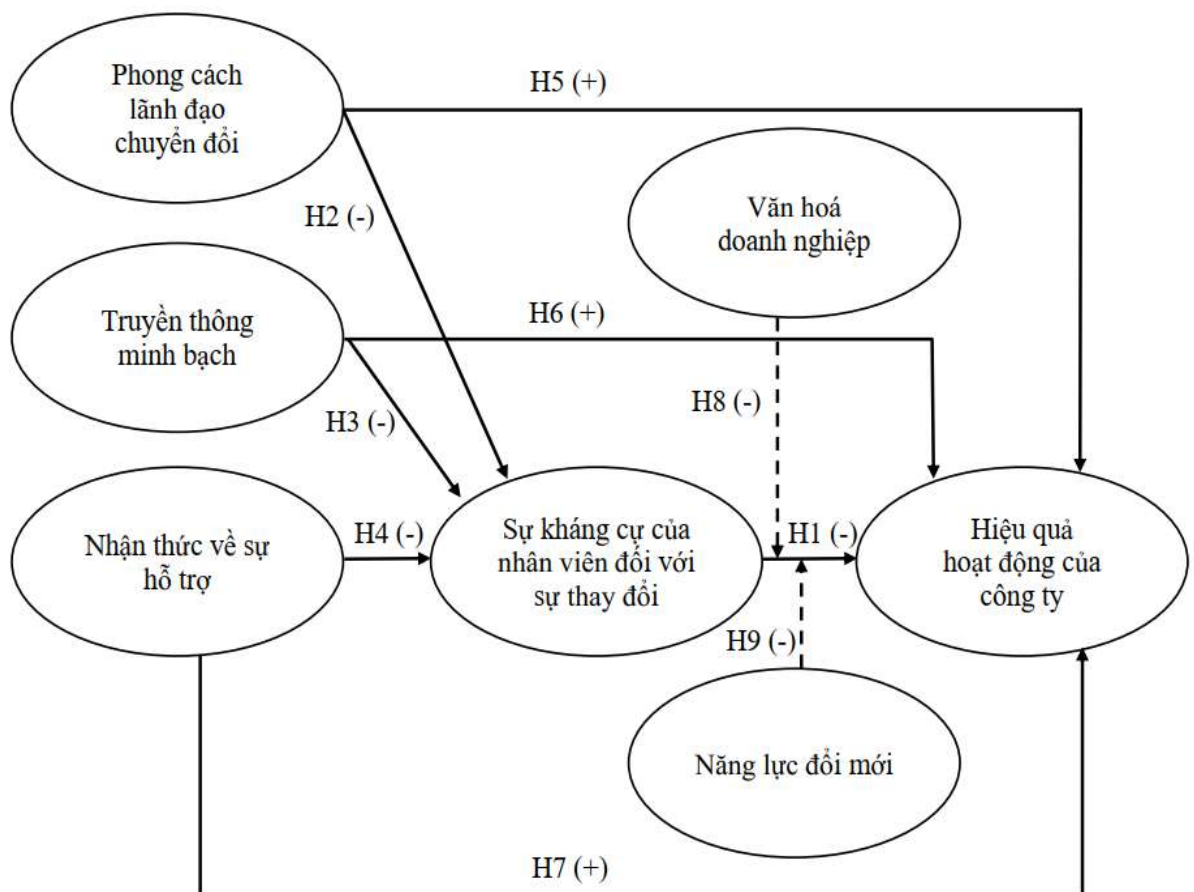 Phong cách
lãnh đạo
chuyển đổi
H5 (+)
H2 (-)
Văn hoá
doanh nghiệp
Truyền thông
minh bạch
H6 (+)
H3 (-)
H8 (-)
Nhận thức về sự
hỗ trợ
H4 (-)
Sự kháng cự của
nhân viên đối với
sự thay đổi
H1 (-)
Hiệu quả
hoạt động của
công ty
H9 (-)
Năng lực đổi mới
H7 (+)